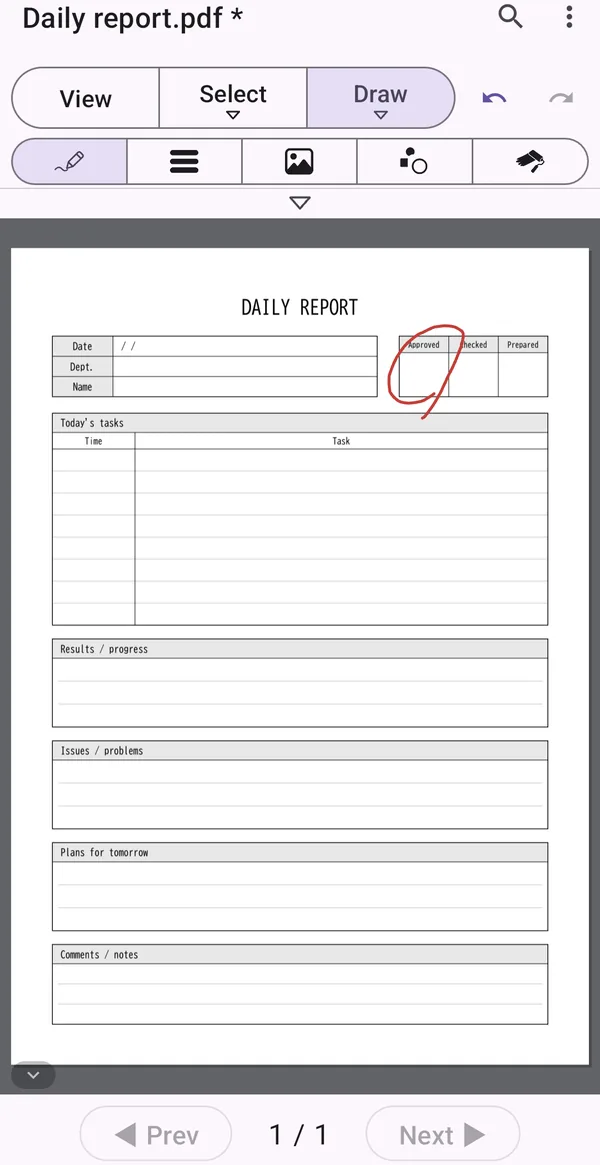 Daily report.pdf *
View Select Draw
DAILY REPORT
Date / /
Dept.
Name
Approved Checked Prepared
Today's tasks
Time Task
Results / progress
Issues / problems
Plans for tomorrow
Comments / notes
Prev 1 / 1 Next